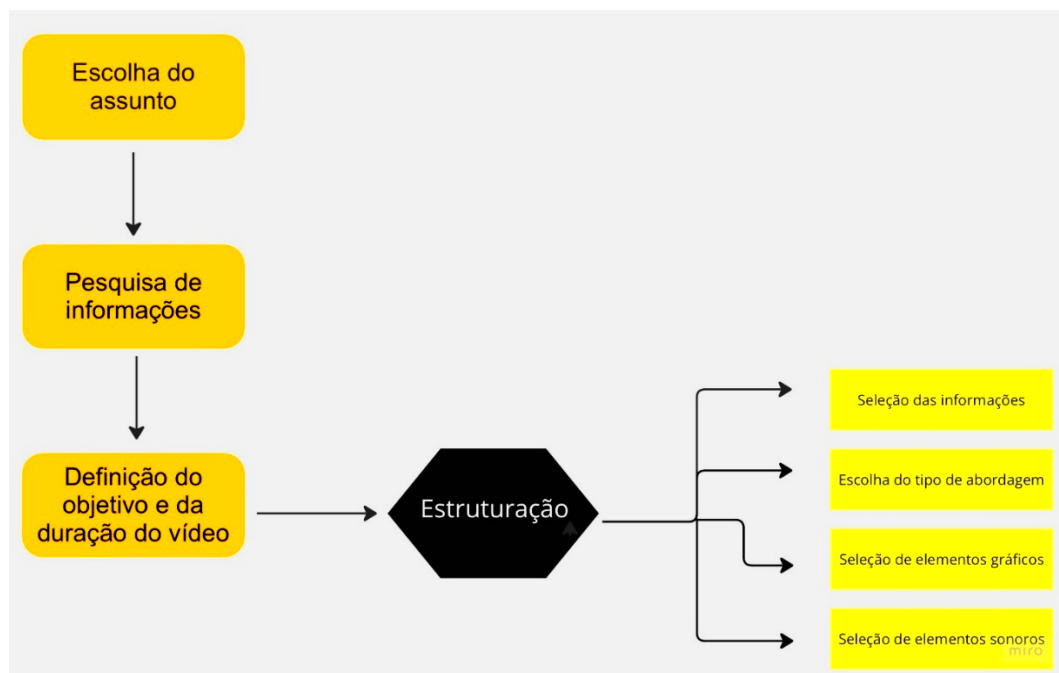 Escolha do
assunto
Pesquisa de
informações
Definição do
objetivo e da
duração do vídeo
Estruturação
Seleção das informações
Escolha do tipo de abordagem
Seleção de elementos gráficos
Seleção de elementos sonoros
miro